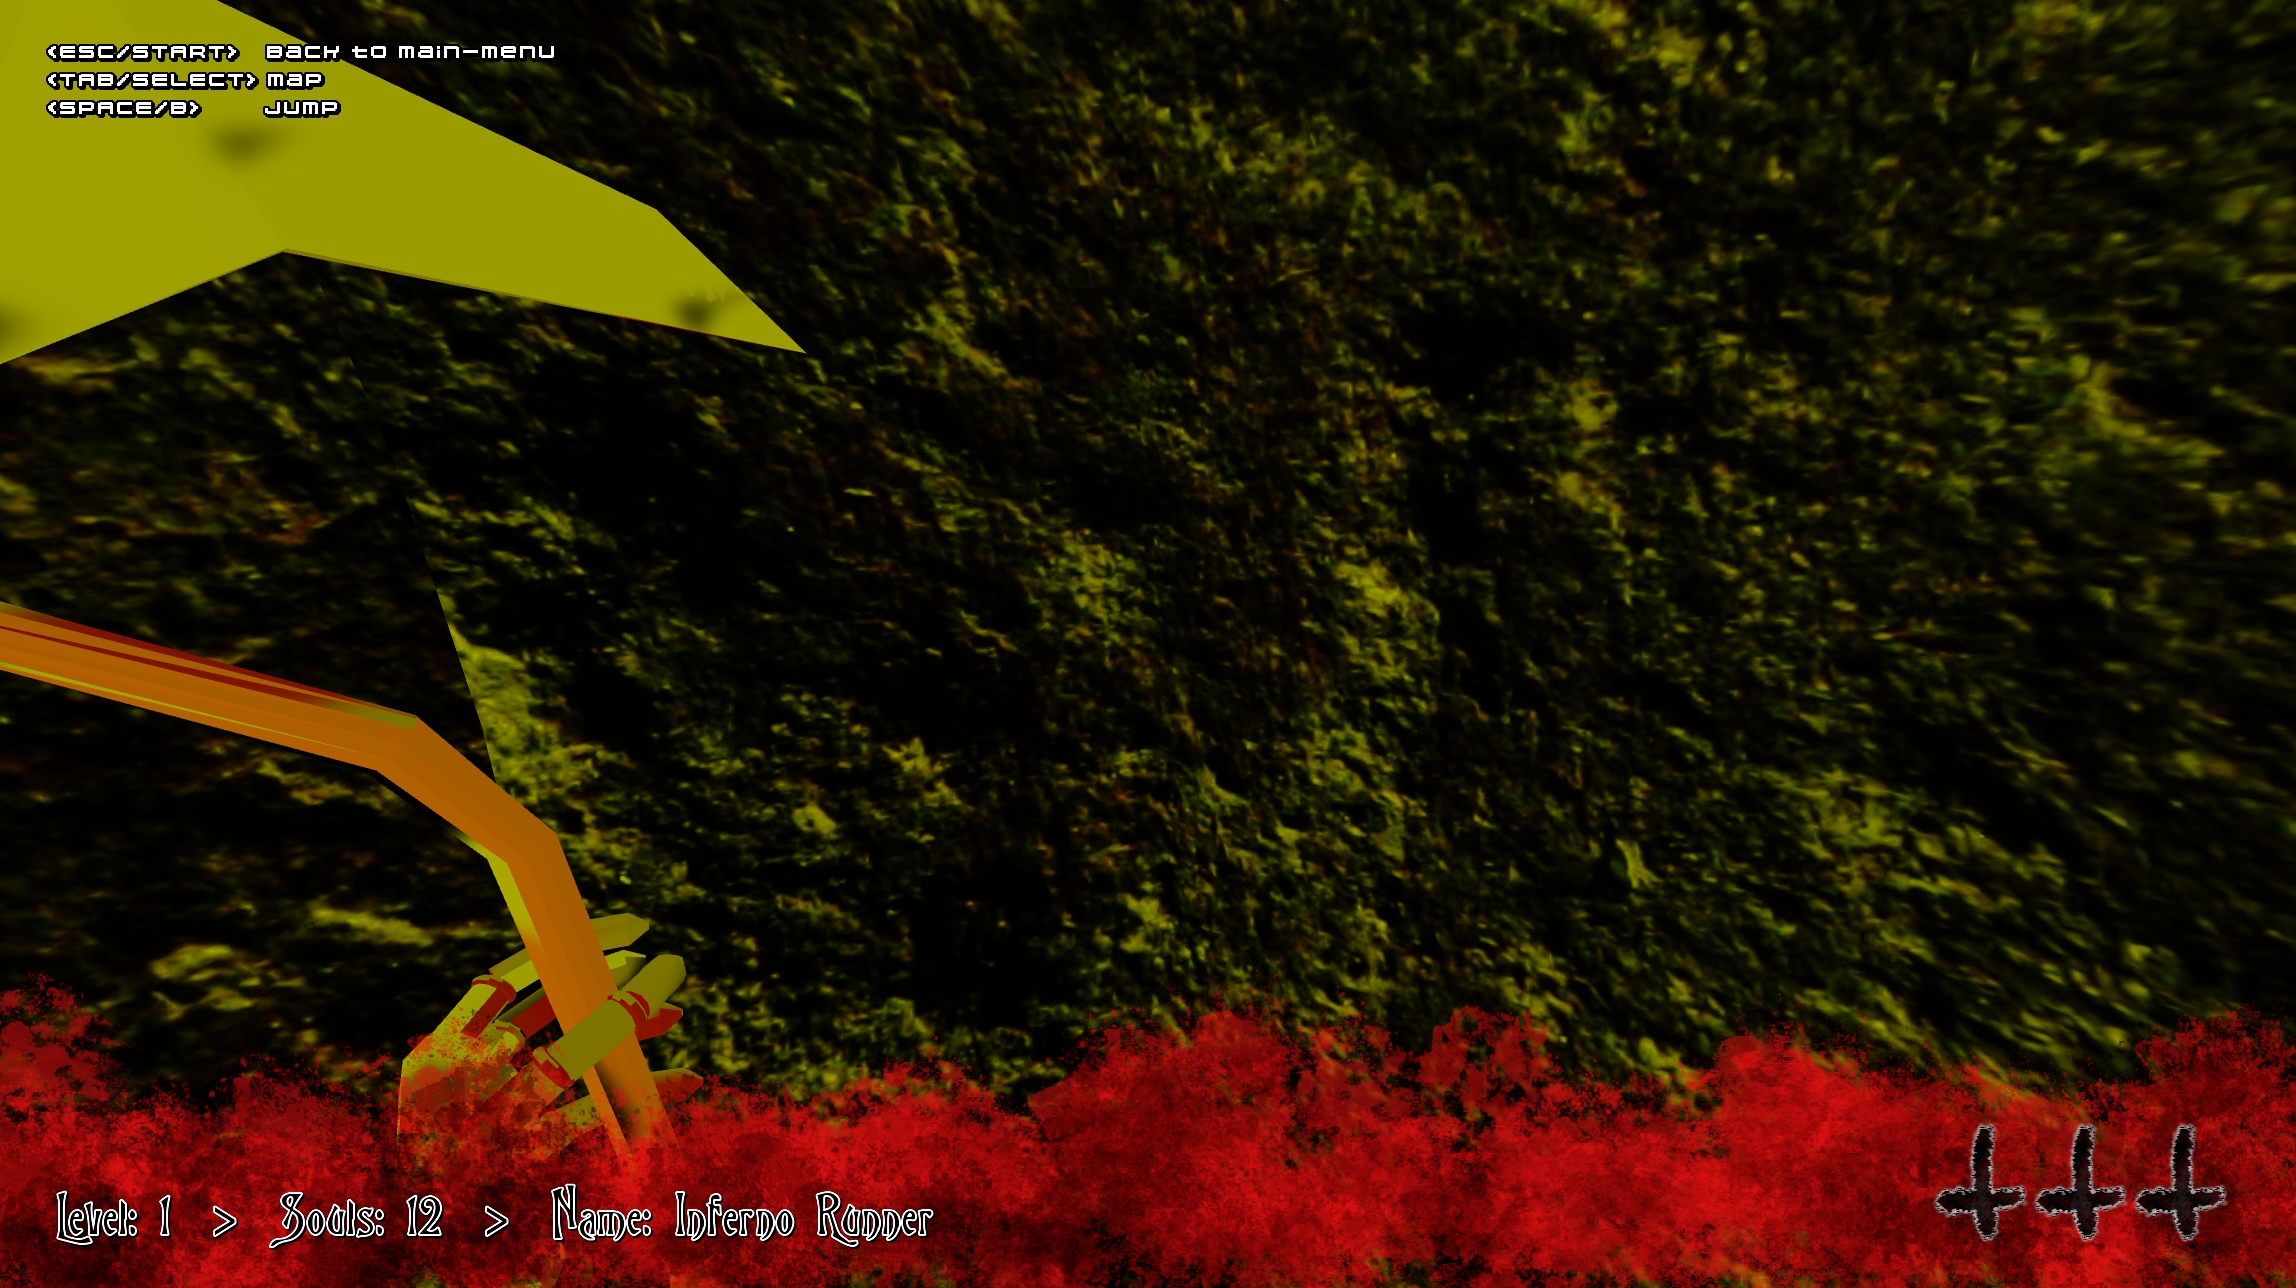 <ESC/START> Back to main-menu
<TAB/SELECT> map
<SPACE/B> Jump
Level: 1 > Souls: 12 > Name: Inferno Runner